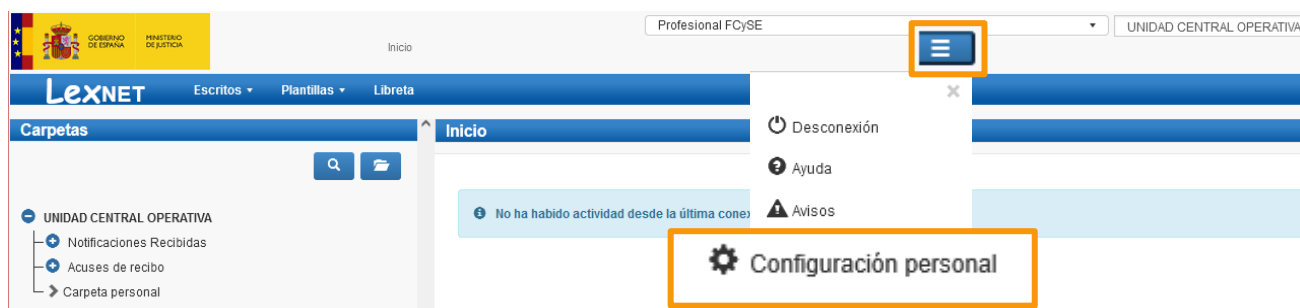 Profesional FCySE
UNIDAD CENTRAL OPERATIVA
GOBIERNO DE ESPAÑA
MINISTERIO DE JUSTICIA
Inicio
LexNET
Escritos
Plantillas
Libreta
Carpetas
Inicio
Desconexión
Ayuda
Avisos
Configuración personal
No ha habido actividad desde la última
UNIDAD CENTRAL OPERATIVA
Notificaciones Recibidas
Acuses de recibo
Carpeta personal